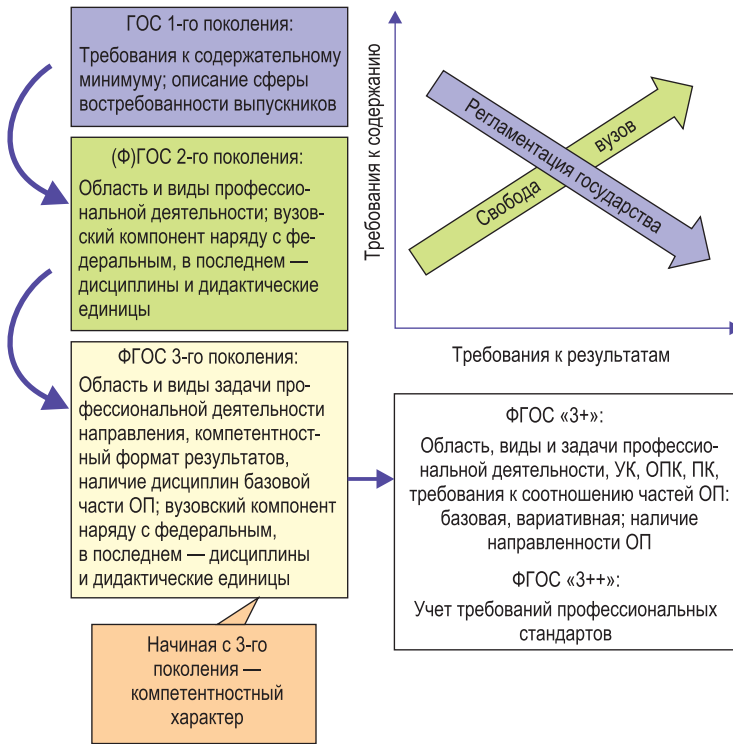 ГОС 1-го поколения:
Требования к содержательному
минимуму; описание сферы
востребованности выпускников
(Ф)ГОС 2-го поколения:
Область и виды профессио-
нальной деятельности; вузов-
ский компонент наряду с фе-
деральным, в последнем —
дисциплины и дидактические
единицы
ФГОС 3-го поколения:
Область и виды задачи про-
фессиональной деятельности
направления, компетентност-
ный формат результатов,
наличие дисциплин базовой
части ОП; вузовский компонент
наряду с федеральным,
в последнем — дисциплины
и дидактические единицы
Начиная с 3-го
поколения —
компетентностный
характер
Требования к содержанию
Регламентация государства
Свобода вузов
Требования к результатам
ФГОС «3+»:
Область, виды и задачи профессио-
нальной деятельности, УК, ОПК, ПК,
требования к соотношению частей ОП:
базовая, вариативная; наличие
направленности ОП
ФГОС «3++»:
Учет требований профессиональных
стандартов